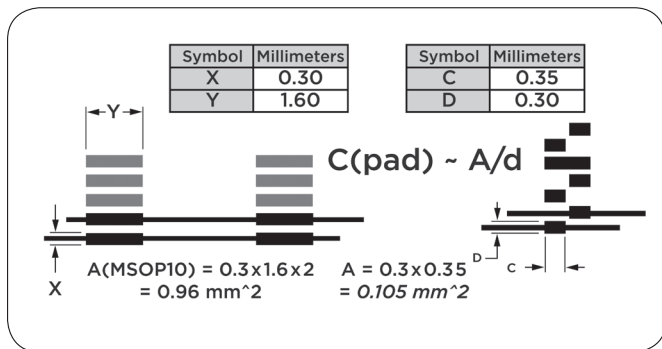 Symbol Millimeters
X 0.30
Y 1.60
Symbol Millimeters
C 0.35
D 0.30
Y
C(pad) ~ A/d
X
D
C
A(MSOP10) = 0.3x1.6x2
= 0.96 mm^2
A = 0.3x0.35
= 0.105 mm^2